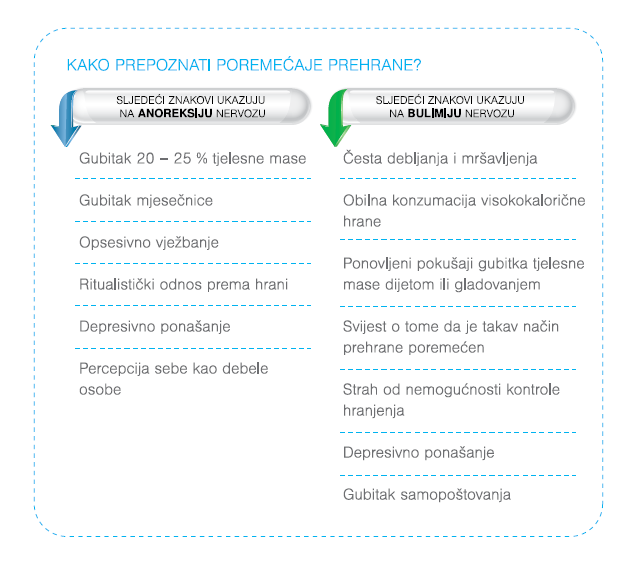 KAKO PREPOZNATI POREMEĆAJE PREHRANE?
SLJEDEĆI ZNAKOVI UKAZUJU
NA ANOREKSIJU NERVOZU
Gubitak 20 – 25 % tjelesne mase
Gubitak mjesečnice
Opsesivno vježbanje
Ritualistički odnos prema hrani
Depresivno ponašanje
Percepcija sebe kao debele
osobe
SLJEDEĆI ZNAKOVI UKAZUJU
NA BULIMIJU NERVOZU
Česta debljanja i mršavljenja
Obilna konzumacija visokokalorične
hrane
Ponovljeni pokušaji gubitka tjelesne
mase dijetom ili gladovanjem
Svijest o tome da je takav način
prehrane poremećen
Strah od nemogućnosti kontrole
hranjenja
Depresivno ponašanje
Gubitak samopoštovanja